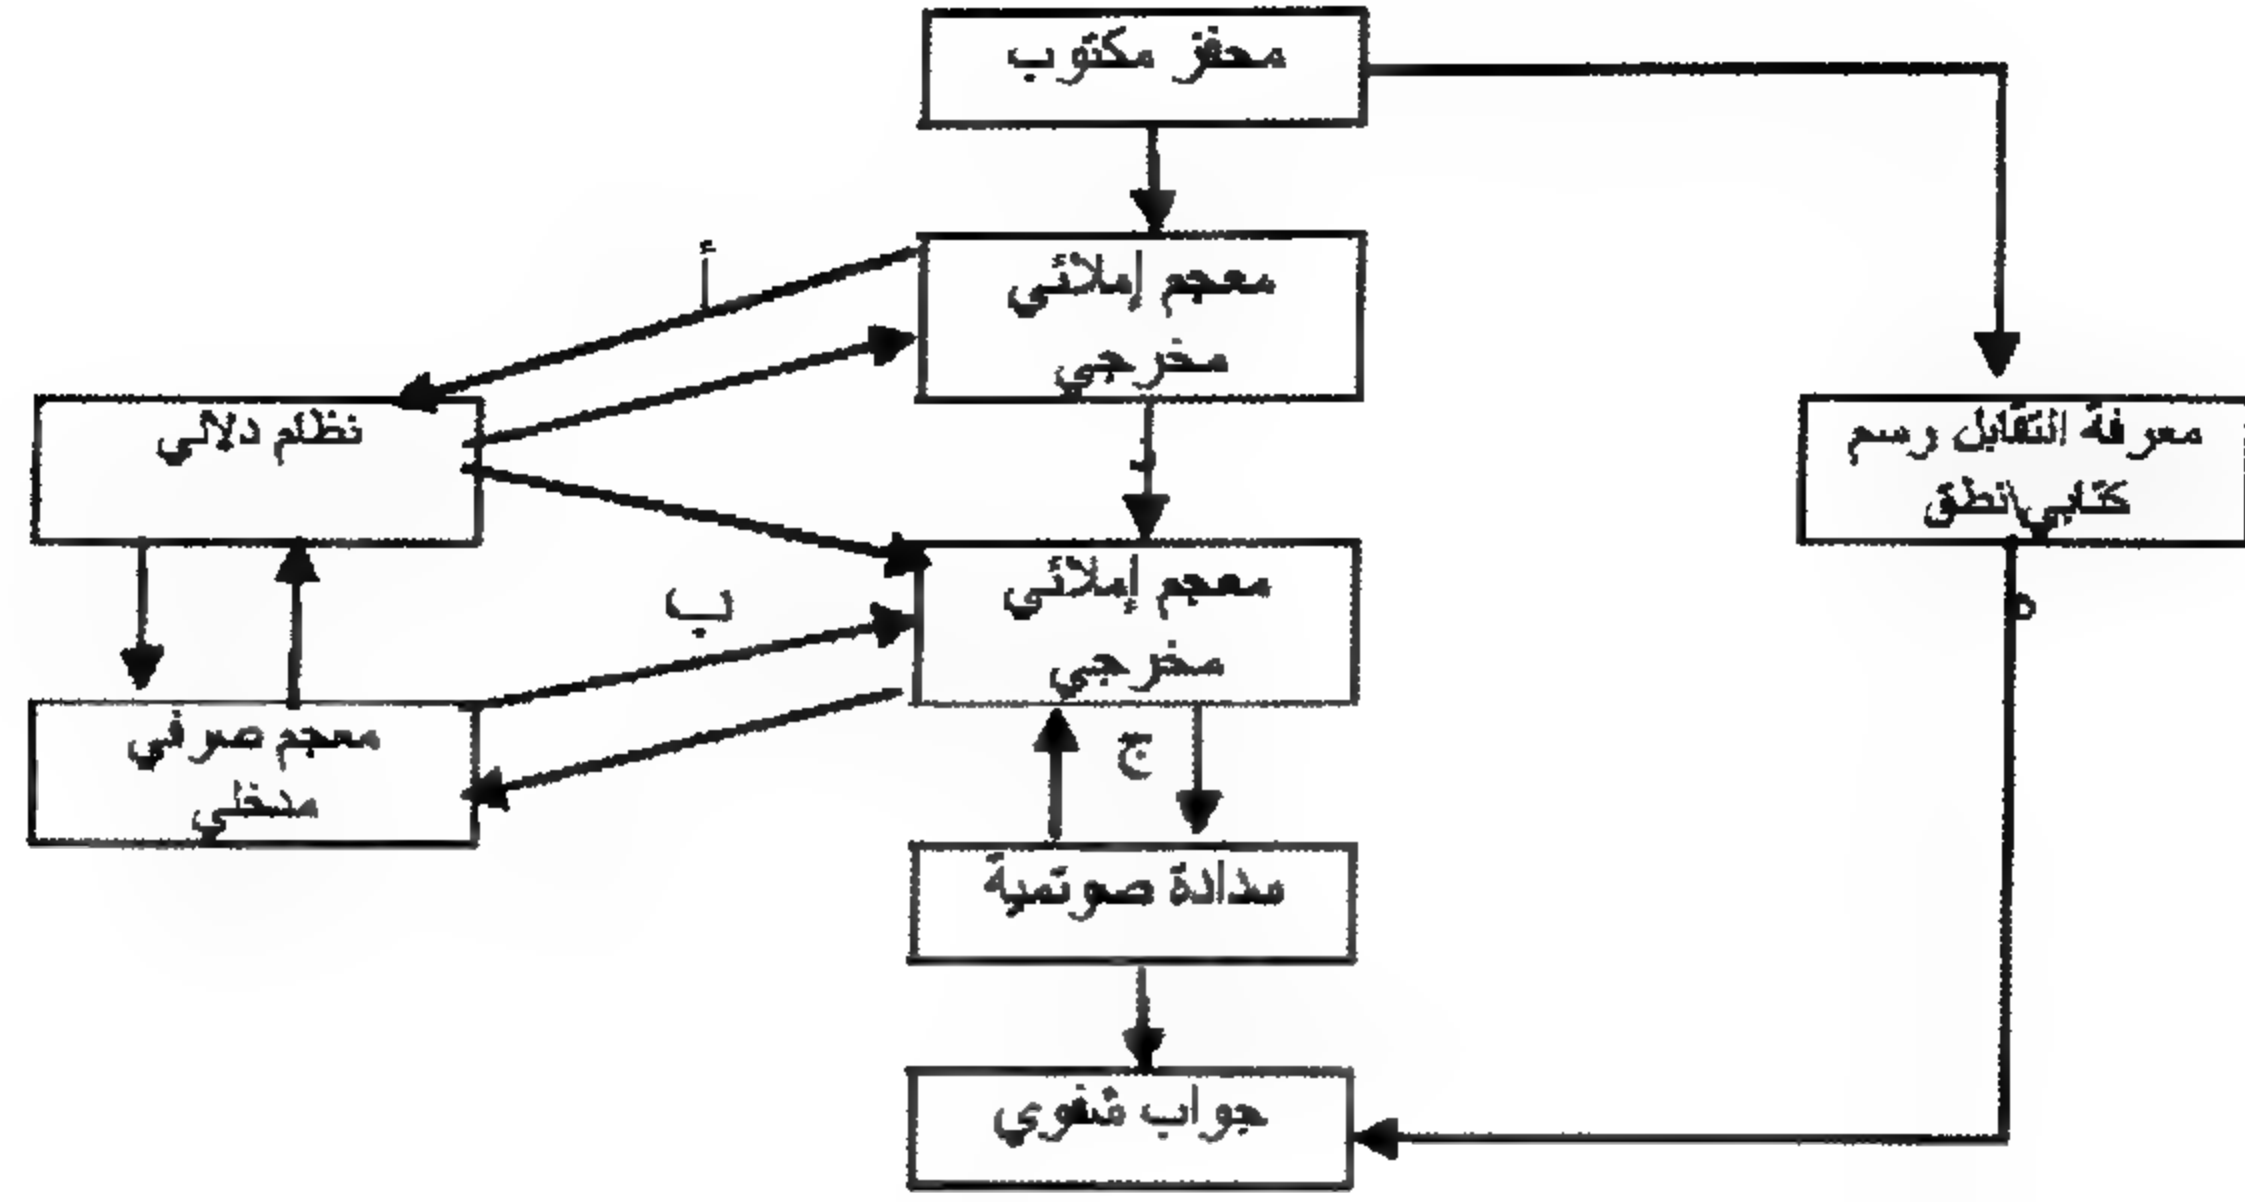 محفز مكتوب
أ
معجم إملائي
مخرجي
نظام دلالي
د
معرفة التقابل رسم
كتابي\نطق
ب
معجم إملائي
مخرجي
ه
معجم صرفي
مدخلي
ج
مدادة صوتمية
جواب شفوي